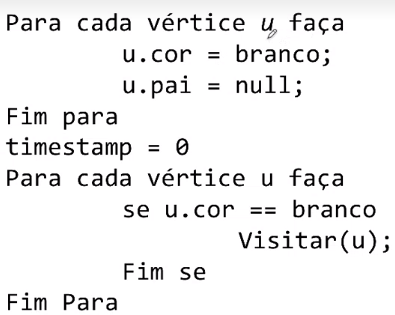 Para cada vértice u faça
u.cor = branco;
u.pai = null;
Fim para
timestamp = 0
Para cada vértice u faça
se u.cor == branco
Visitar(u);
Fim se
Fim Para